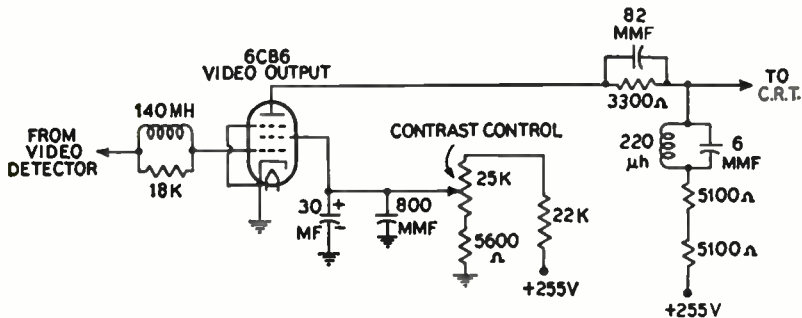 82
MMF
6CB6
VIDEO OUTPUT
3300Ω
TO
C.R.T.
140MH
FROM
VIDEO
DETECTOR
18K
CONTRAST CONTROL
220
μh
6
MMF
25K
30
MF
+
-
800
MMF
5600
Ω
22K
5100Ω
5100Ω
+255V
+255V